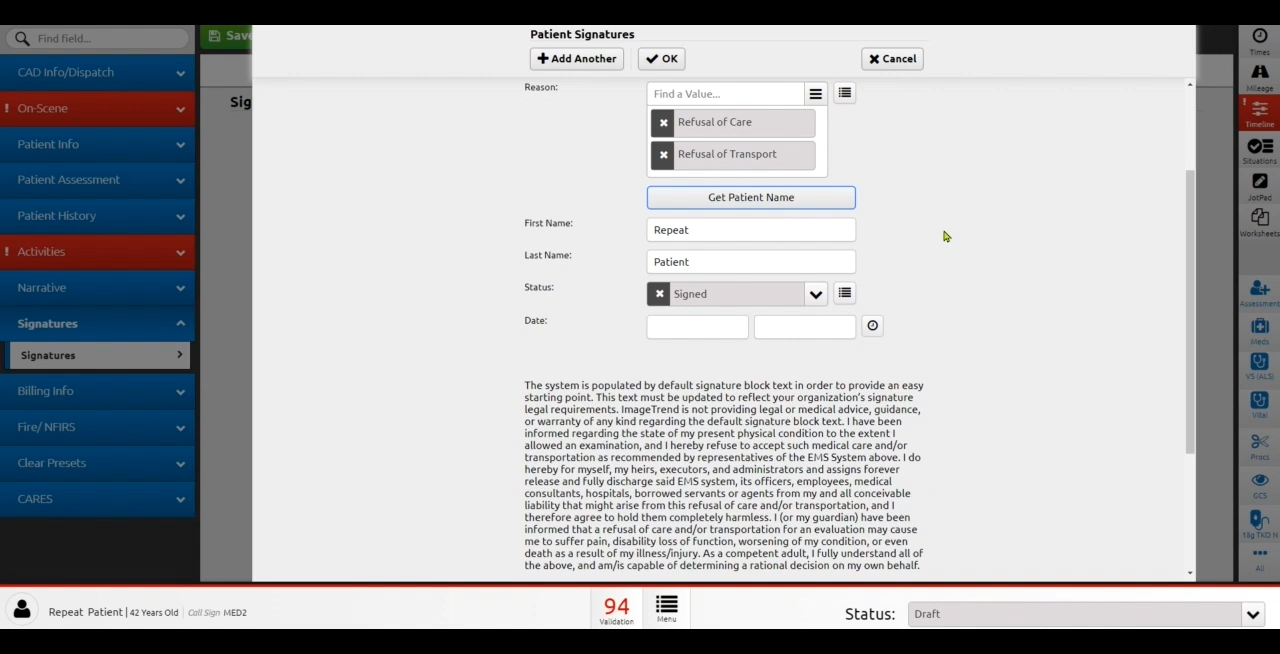 Find field...
Save
CAD Info/Dispatch
! On-Scene
Patient Info
Patient Assessment
Patient History
! Activities
Narrative
Signatures
Signatures
Billing Info
Fire/ NFIRS
Clear Presets
CARES
Sig
Patient Signatures
Add Another
OK
Cancel
Reason:
Find a Value...
Refusal of Care
Refusal of Transport
Get Patient Name
First Name:
Repeat
Last Name:
Patient
Status:
Signed
Date:
The system is populated by default signature block text in order to provide an easy
starting point. This text must be updated to reflect your organization's signature
legal requirements. ImageTrend is not providing legal or medical advice, guidance,
or warranty of any kind regarding the default signature block text. I have been
informed regarding the state of my present physical condition to the extent I
allowed an examination, and I hereby refuse to accept such medical care and/or
transportation as recommended by representatives of the EMS System above. I do
hereby for myself, my heirs, executors, and administrators and assigns forever
release and fully discharge said EMS system, its officers, employees, medical
consultants, hospitals, borrowed servants or agents from my and all conceivable
liability that might arise from this refusal of care and/or transportation, and I
therefore agree to hold them completely harmless. I (or my guardian) have been
informed that a refusal of care and/or transportation for an evaluation may cause
me to suffer pain, disability loss of function, worsening of my condition, or even
death as a result of my illness/injury. As a competent adult, I fully understand all of
the above, and am/is capable of determining a rational decision on my own behalf.
Times
Mileage
! Timeline
Situations
JotPad
Worksheets
Assessment
Meds
VS (ALS)
Vital
Procs
GCS
18g TKO N
All
Repeat Patient | 42 Years Old Call Sign MED2
94
Validation
Menu
Status:
Draft